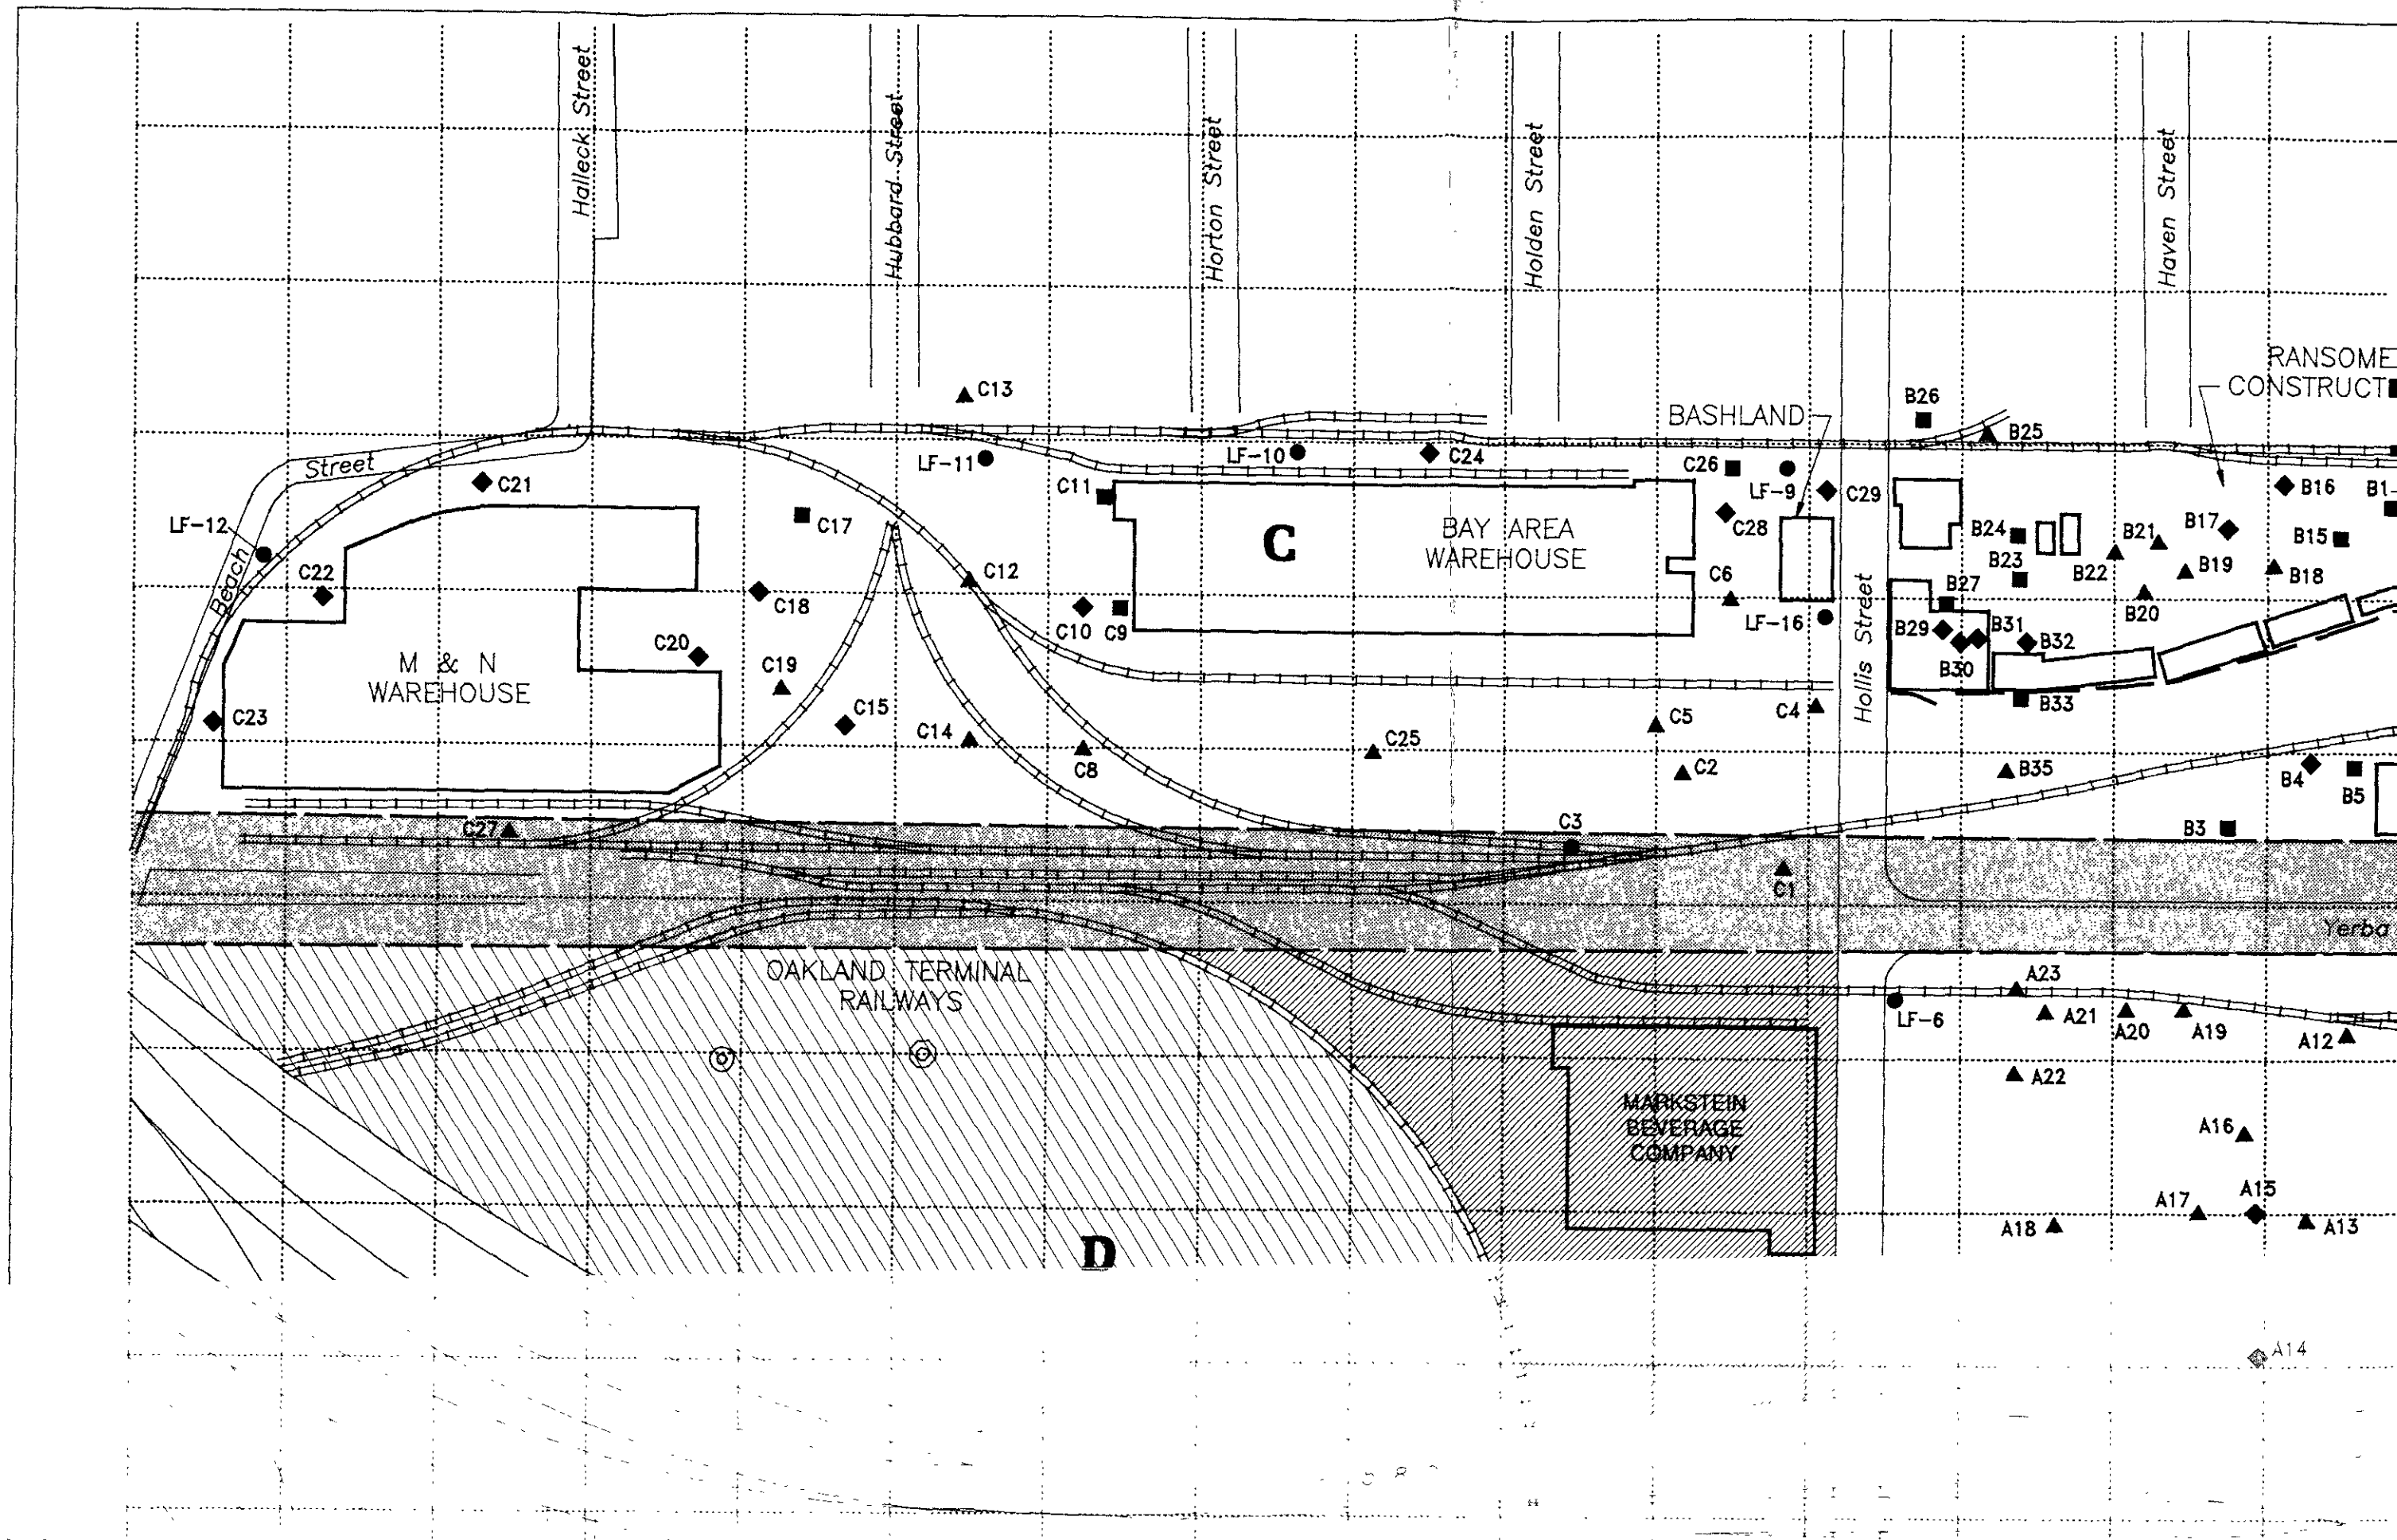 Halleck Street
Hubbard Street
Horton Street
Holden Street
Haven Street
RANSOME
CONSTRUCT
C13
BASHLAND
B26
B25
Street
LF-11
LF-10
C24
C26
LF-9
C29
C21
C11
C28
B16
B1-
LF-12
C17
C
BAY AREA
WAREHOUSE
B24
B21
B17
B15
Beach
C22
C12
C6
B23
B22
B19
B18
C18
C10
C9
LF-16
B27
B20
Hollis Street
B29
B31
B32
B30
C20
M & N
WAREHOUSE
C19
C23
C15
C14
C8
C25
C5
C4
B33
C2
B35
B4
B5
C27
C3
B3
C1
Yerba
OAKLAND TERMINAL
RAILWAYS
A23
LF-6
A21
A20
A19
A12
A22
MARKSTEIN
BEVERAGE
COMPANY
A16
A15
A17
A18
A13
D
A14